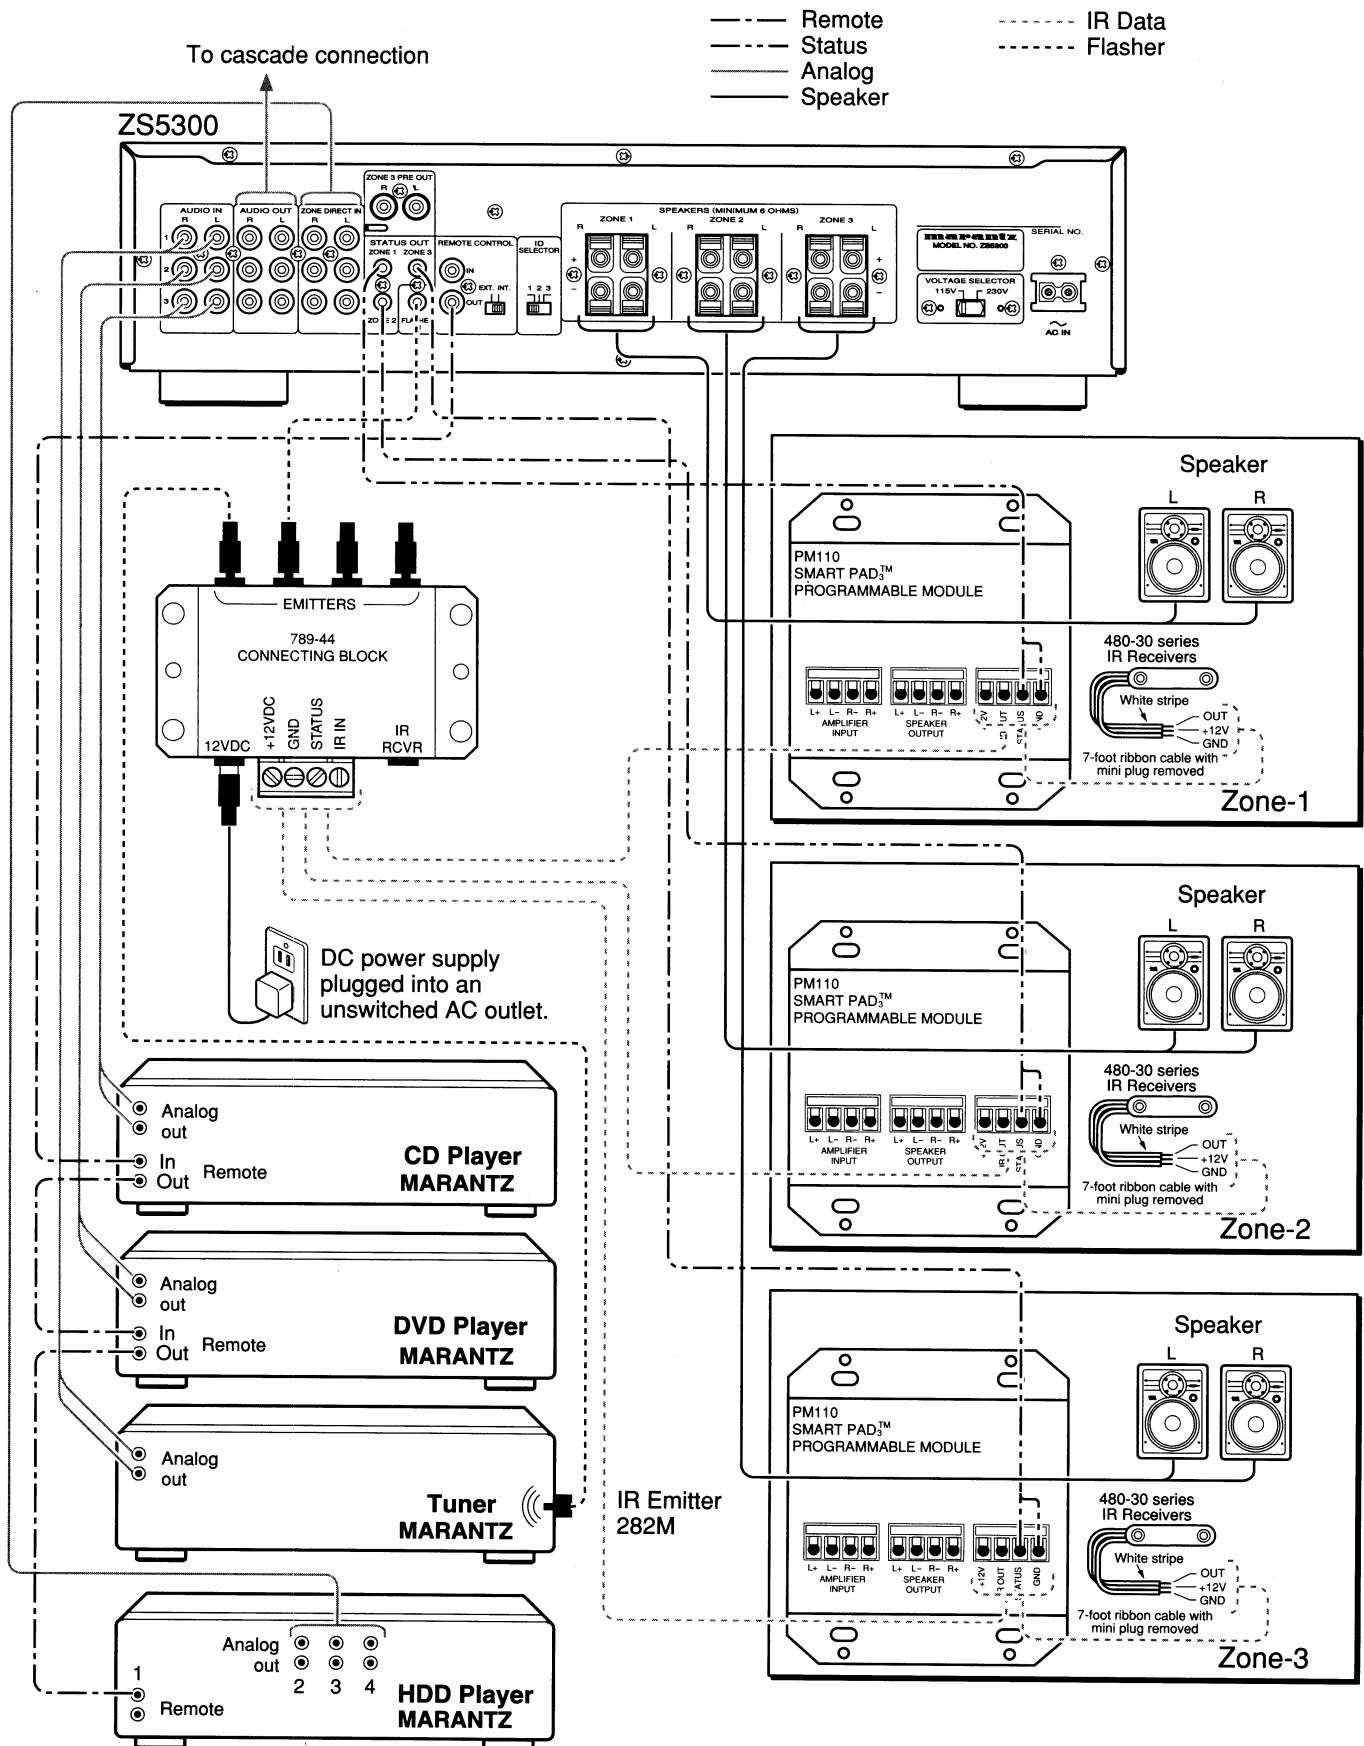 Remote
Status
Analog
Speaker
IR Data
Flasher
To cascade connection
ZS5300
ZONE 3 PRE OUT
R L
AUDIO IN
R L
AUDIO OUT
R L
ZONE DIRECT IN
R L
1
2
3
STATUS OUT
ZONE 1 ZONE 3
REMOTE CONTROL
IN
OUT
EXT. INT.
ID
SELECTOR
1 2 3
SPEAKERS (MINIMUM 6 OHMS)
ZONE 1
ZONE 2
ZONE 3
R L
R L
R L
+ −
+ −
marantz
MODEL NO. ZS5300
SERIAL NO.
VOLTAGE SELECTOR
115V 230V
AC IN
EMITTERS
789-44
CONNECTING BLOCK
12VDC
+12VDC
GND
STATUS
IR IN
IR
RCVR
DC power supply
plugged into an
unswitched AC outlet.
Speaker
L R
PM110
SMART PAD3™
PROGRAMMABLE MODULE
L+ L− R− R+
AMPLIFIER
INPUT
L+ L− R− R+
SPEAKER
OUTPUT
480-30 series
IR Receivers
White stripe
OUT
+12V
GND
7-foot ribbon cable with
mini plug removed
Zone-1
Speaker
L R
PM110
SMART PAD3™
PROGRAMMABLE MODULE
L+ L− R− R+
AMPLIFIER
INPUT
L+ L− R− R+
SPEAKER
OUTPUT
480-30 series
IR Receivers
White stripe
OUT
+12V
GND
7-foot ribbon cable with
mini plug removed
Zone-2
Speaker
L R
PM110
SMART PAD3™
PROGRAMMABLE MODULE
L+ L− R− R+
AMPLIFIER
INPUT
L+ L− R− R+
SPEAKER
OUTPUT
+12V
GND
480-30 series
IR Receivers
White stripe
OUT
+12V
GND
7-foot ribbon cable with
mini plug removed
Zone-3
Analog
out
In
Out
Remote
CD Player
MARANTZ
Analog
out
In
Out
Remote
DVD Player
MARANTZ
Analog
out
Tuner
MARANTZ
IR Emitter
282M
Analog
out
2 3 4
1
Remote
HDD Player
MARANTZ